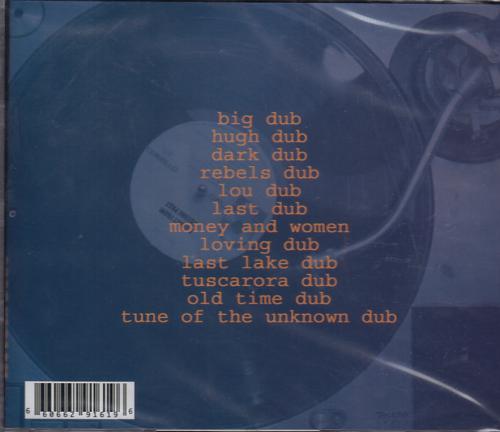 big dub
hugh dub
dark dub
rebels dub
lou dub
last dub
money and women
loving dub
last lake dub
tuscarora dub
old time dub
tune of the unknown dub
6 60662 91619 6